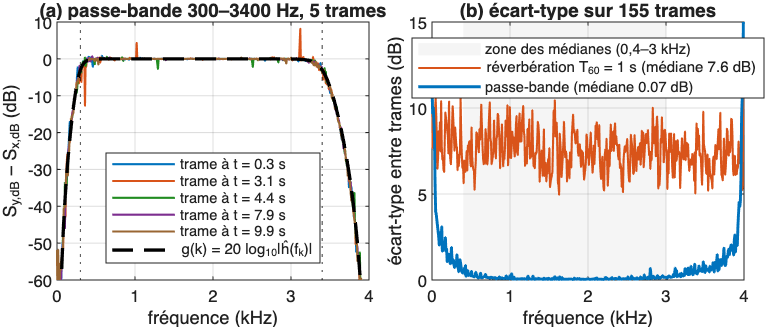 (a) passe-bande 300–3400 Hz, 5 trames
S_y,dB − S_x,dB (dB)
10
0
-10
-20
-30
-40
-50
-60
trame à t = 0.3 s
trame à t = 3.1 s
trame à t = 4.4 s
trame à t = 7.9 s
trame à t = 9.9 s
g(k) = 20 log₁₀|ĥ(f_k)|
0 1 2 3 4
fréquence (kHz)
(b) écart-type sur 155 trames
écart-type entre trames (dB)
15
10
5
0
zone des médianes (0,4–3 kHz)
réverbération T₆₀ = 1 s (médiane 7.6 dB)
passe-bande (médiane 0.07 dB)
0 1 2 3 4
fréquence (kHz)